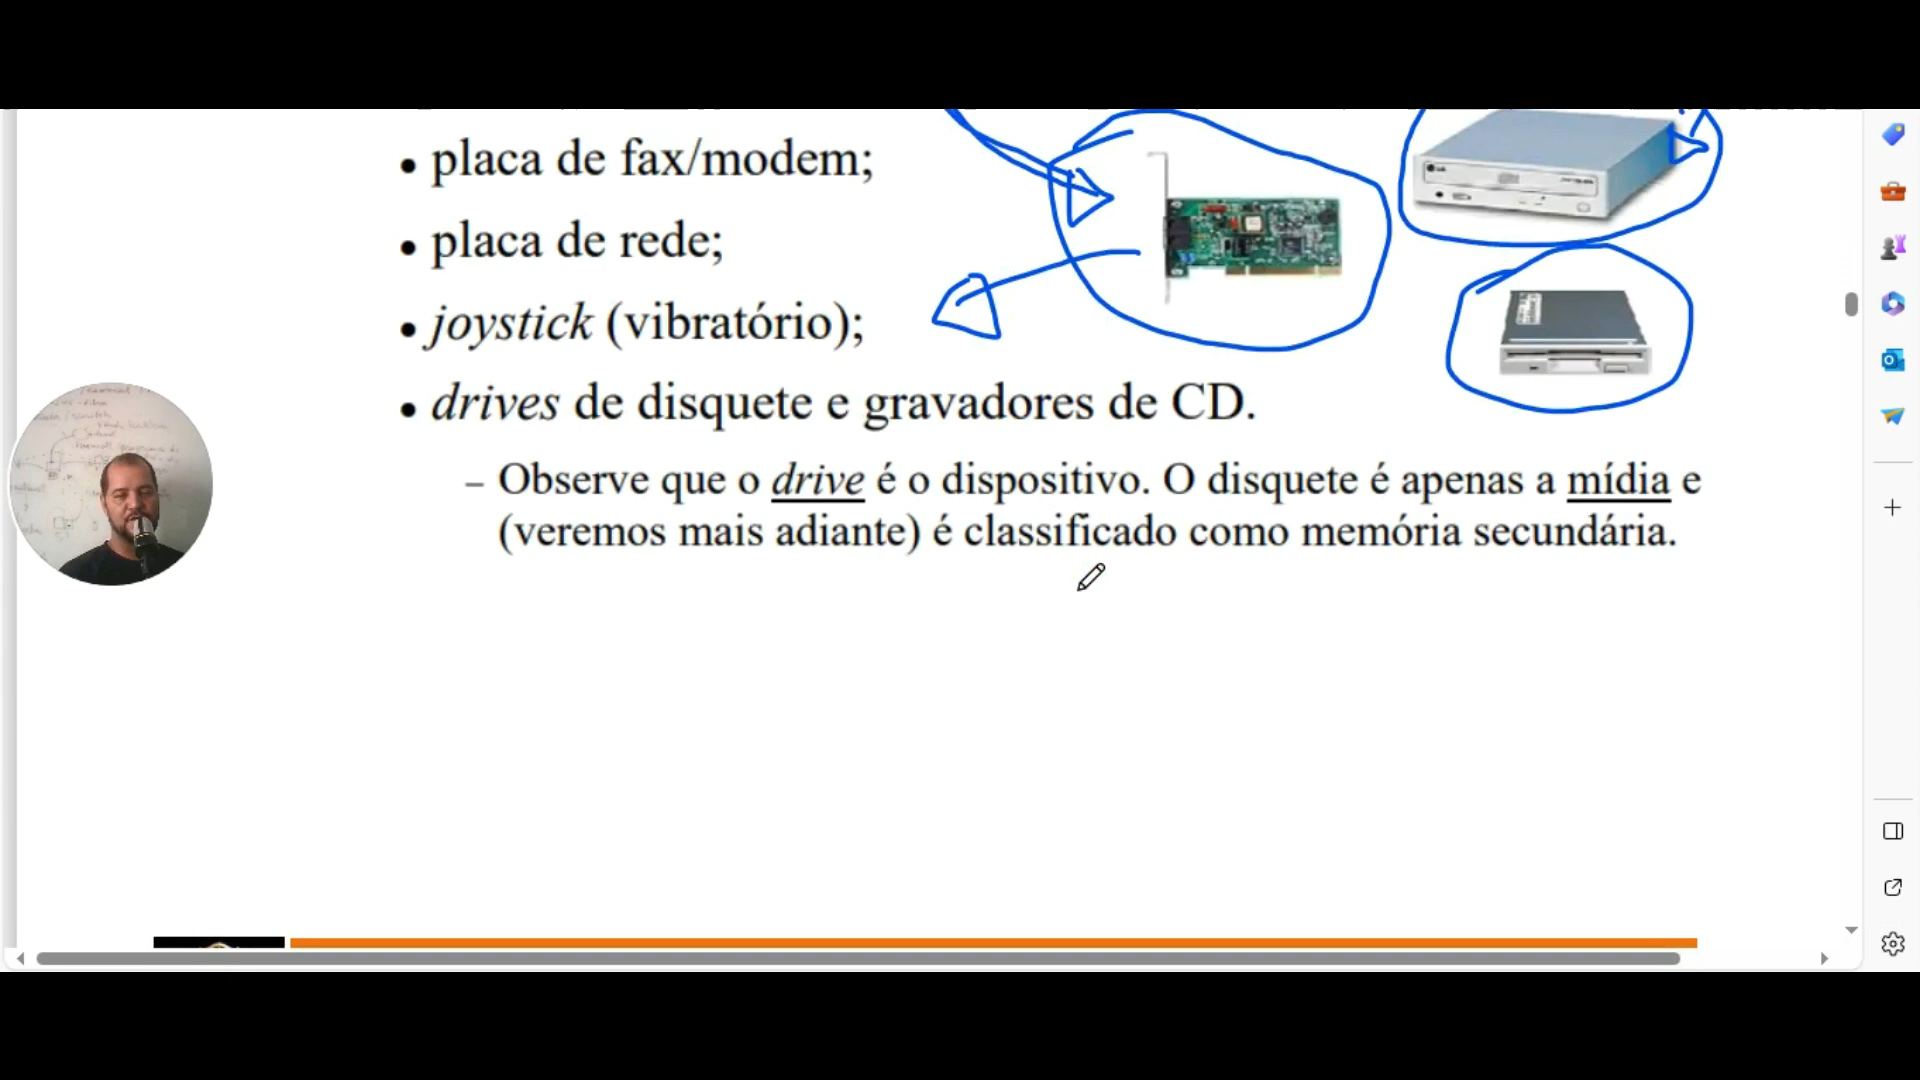 • placa de fax/modem;
• placa de rede;
• joystick (vibratório);
• drives de disquete e gravadores de CD.
– Observe que o drive é o dispositivo. O disquete é apenas a mídia e
(veremos mais adiante) é classificado como memória secundária.